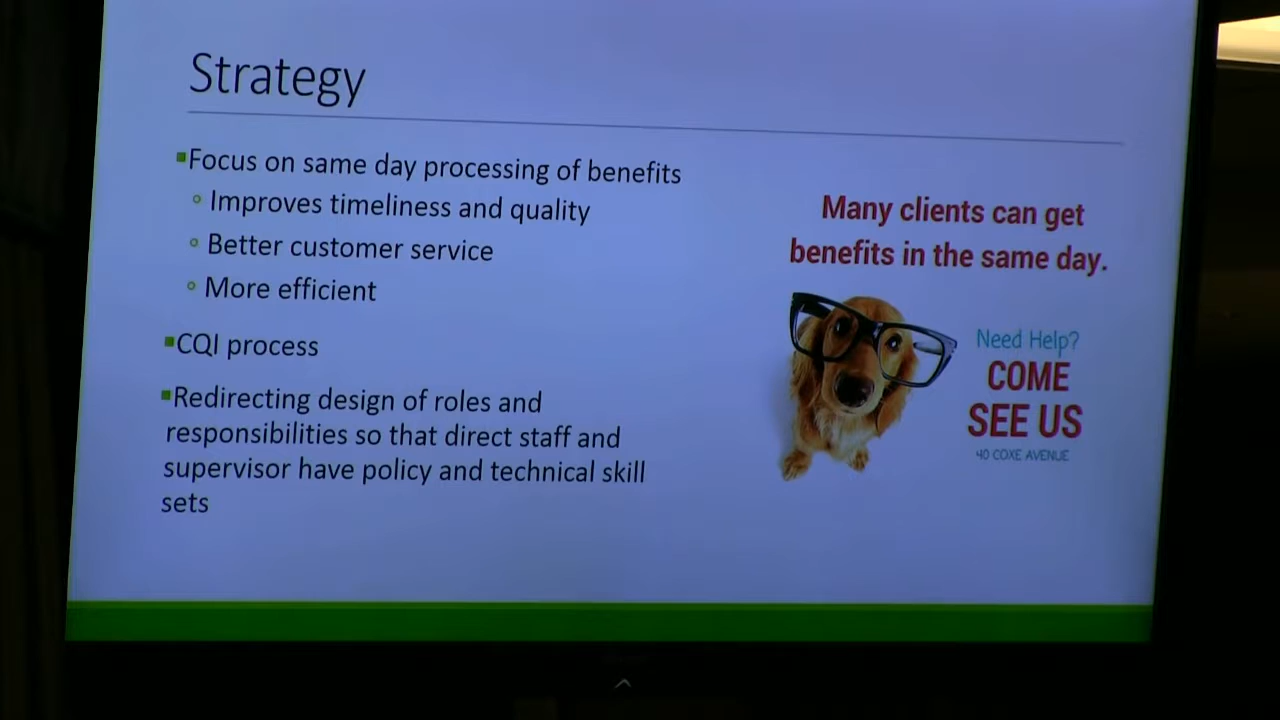 Strategy
Focus on same day processing of benefits
Improves timeliness and quality
Better customer service
More efficient
CQI process
Redirecting design of roles and
responsibilities so that direct staff and
supervisor have policy and technical skill
sets
Many clients can get
benefits in the same day.
Need Help?
COME
SEE US
40 COXE AVENUE